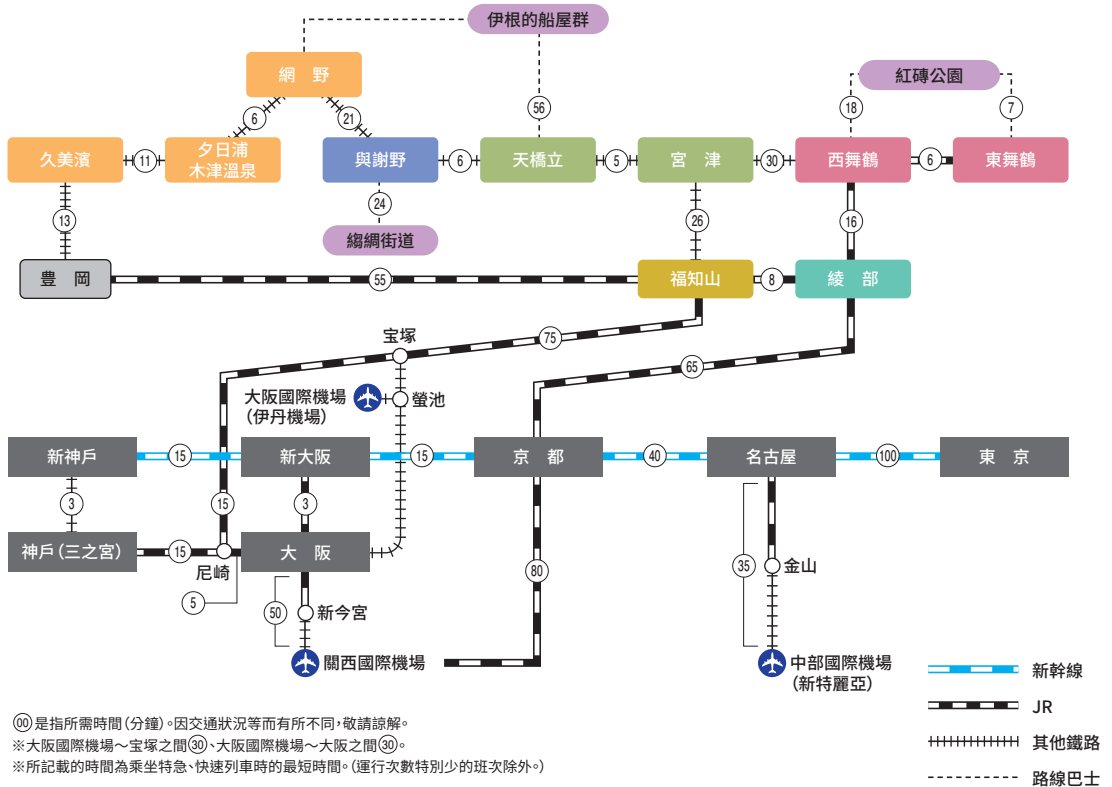 伊根的船屋群
網 野
紅磚公園
56
18
7
6
21
久美濱
11
夕日浦
木津溫泉
與謝野
6
天橋立
5
宮 津
30
西舞鶴
6
東舞鶴
13
24
26
16
縐綢街道
豊 岡
55
福知山
8
綾 部
宝塚
75
65
大阪國際機場
(伊丹機場)
螢池
新神戶
15
新大阪
15
京 都
40
名古屋
100
東 京
3
15
3
神戶(三之宮)
15
大 阪
尼崎
80
35
金山
5
50
新今宮
關西國際機場
中部國際機場
(新特麗亞)
新幹線
JR
其他鐵路
路線巴士
00是指所需時間(分鐘)。因交通狀況等而有所不同,敬請諒解。
※大阪國際機場~宝塚之間30、大阪國際機場~大阪之間30。
※所記載的時間為乘坐特急、快速列車時的最短時間。(運行次數特別少的班次除外。)